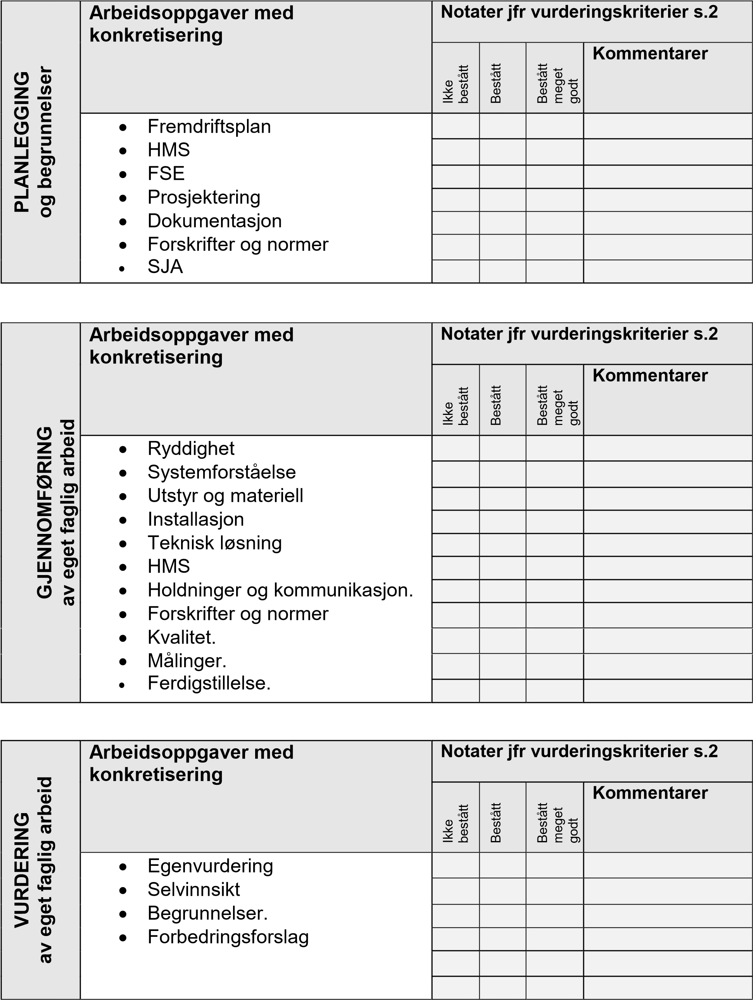 PLANLEGGING
og begrunnelser
Arbeidsoppgaver med
konkretisering
Notater jfr vurderingskriterier s.2
Ikke
bestått
Bestått
Bestått
meget
godt
Kommentarer
• Fremdriftsplan
• HMS
• FSE
• Prosjektering
• Dokumentasjon
• Forskrifter og normer
• SJA
GJENNOMFØRING
av eget faglig arbeid
Arbeidsoppgaver med
konkretisering
Notater jfr vurderingskriterier s.2
Ikke
bestått
Bestått
Bestått
meget
godt
Kommentarer
• Ryddighet
• Systemforståelse
• Utstyr og materiell
• Installasjon
• Teknisk løsning
• HMS
• Holdninger og kommunikasjon.
• Forskrifter og normer
• Kvalitet.
• Målinger.
• Ferdigstillelse.
VURDERING
av eget faglig arbeid
Arbeidsoppgaver med
konkretisering
Notater jfr vurderingskriterier s.2
Ikke
bestått
Bestått
Bestått
meget
godt
Kommentarer
• Egenvurdering
• Selvinnsikt
• Begrunnelser.
• Forbedringsforslag